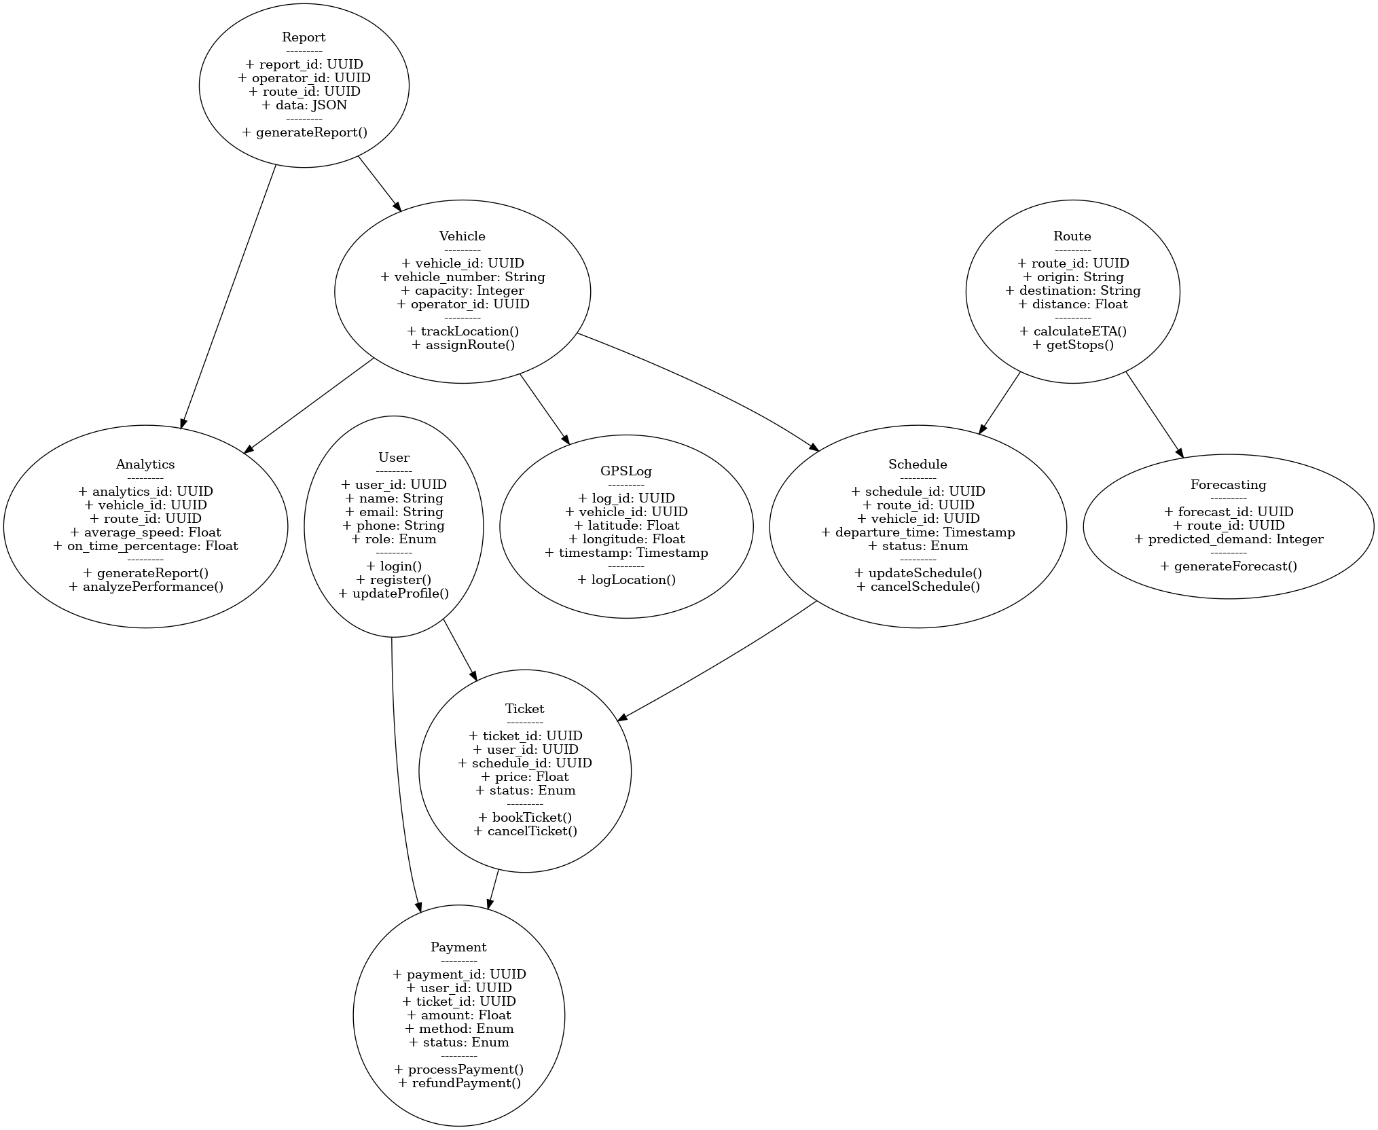 Report
---------
+ report_id: UUID
+ operator_id: UUID
+ route_id: UUID
+ data: JSON
---------
+ generateReport()
Vehicle
---------
+ vehicle_id: UUID
+ vehicle_number: String
+ capacity: Integer
+ operator_id: UUID
---------
+ trackLocation()
+ assignRoute()
Route
---------
+ route_id: UUID
+ origin: String
+ destination: String
+ distance: Float
---------
+ calculateETA()
+ getStops()
Analytics
---------
+ analytics_id: UUID
+ vehicle_id: UUID
+ route_id: UUID
+ average_speed: Float
+ on_time_percentage: Float
---------
+ generateReport()
+ analyzePerformance()
User
---------
+ user_id: UUID
+ name: String
+ email: String
+ phone: String
+ role: Enum
---------
+ login()
+ register()
+ updateProfile()
GPSLog
---------
+ log_id: UUID
+ vehicle_id: UUID
+ latitude: Float
+ longitude: Float
+ timestamp: Timestamp
---------
+ logLocation()
Schedule
---------
+ schedule_id: UUID
+ route_id: UUID
+ vehicle_id: UUID
+ departure_time: Timestamp
+ status: Enum
---------
+ updateSchedule()
+ cancelSchedule()
Forecasting
---------
+ forecast_id: UUID
+ route_id: UUID
+ predicted_demand: Integer
---------
+ generateForecast()
Ticket
---------
+ ticket_id: UUID
+ user_id: UUID
+ schedule_id: UUID
+ price: Float
+ status: Enum
---------
+ bookTicket()
+ cancelTicket()
Payment
---------
+ payment_id: UUID
+ user_id: UUID
+ ticket_id: UUID
+ amount: Float
+ method: Enum
+ status: Enum
---------
+ processPayment()
+ refundPayment()